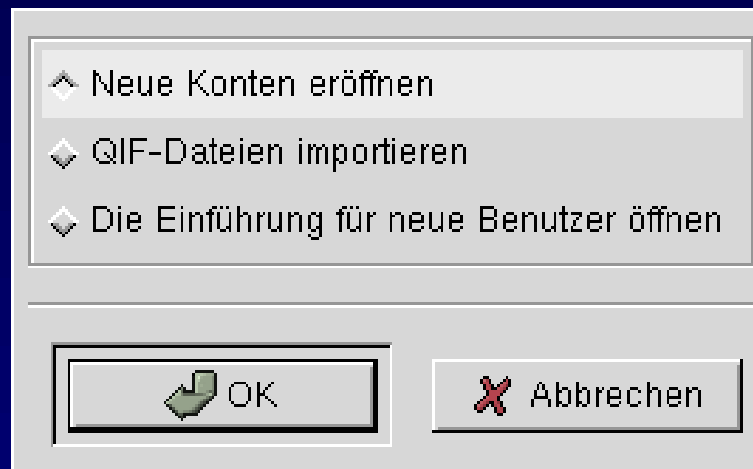 Neue Konten eröffnen
QIF-Dateien importieren
Die Einführung für neue Benutzer öffnen
OK
Abbrechen